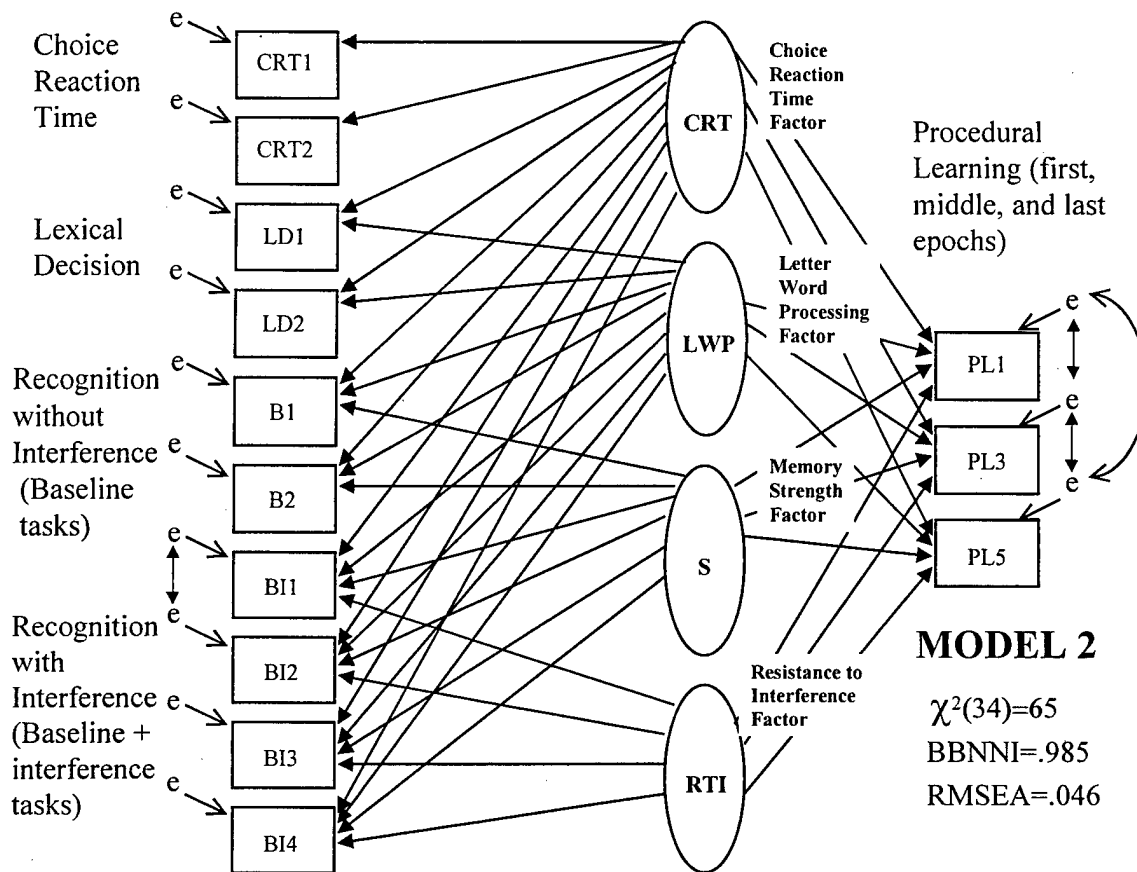 Choice
Reaction
Time
Lexical
Decision
Recognition
without
Interference
(Baseline
tasks)
Recognition
with
Interference
(Baseline +
interference
tasks)
e
CRT1
e
CRT2
e
LD1
e
LD2
e
B1
e
B2
e
BI1
e
BI2
e
BI3
e
BI4
CRT
LWP
S
RTI
Choice
Reaction
Time
Factor
Letter
Word
Processing
Factor
Memory
Strength
Factor
Resistance to
Interference
Factor
Procedural
Learning (first,
middle, and last
epochs)
e
PL1
e
PL3
e
PL5
MODEL 2
χ²(34)=65
BBNNI=.985
RMSEA=.046